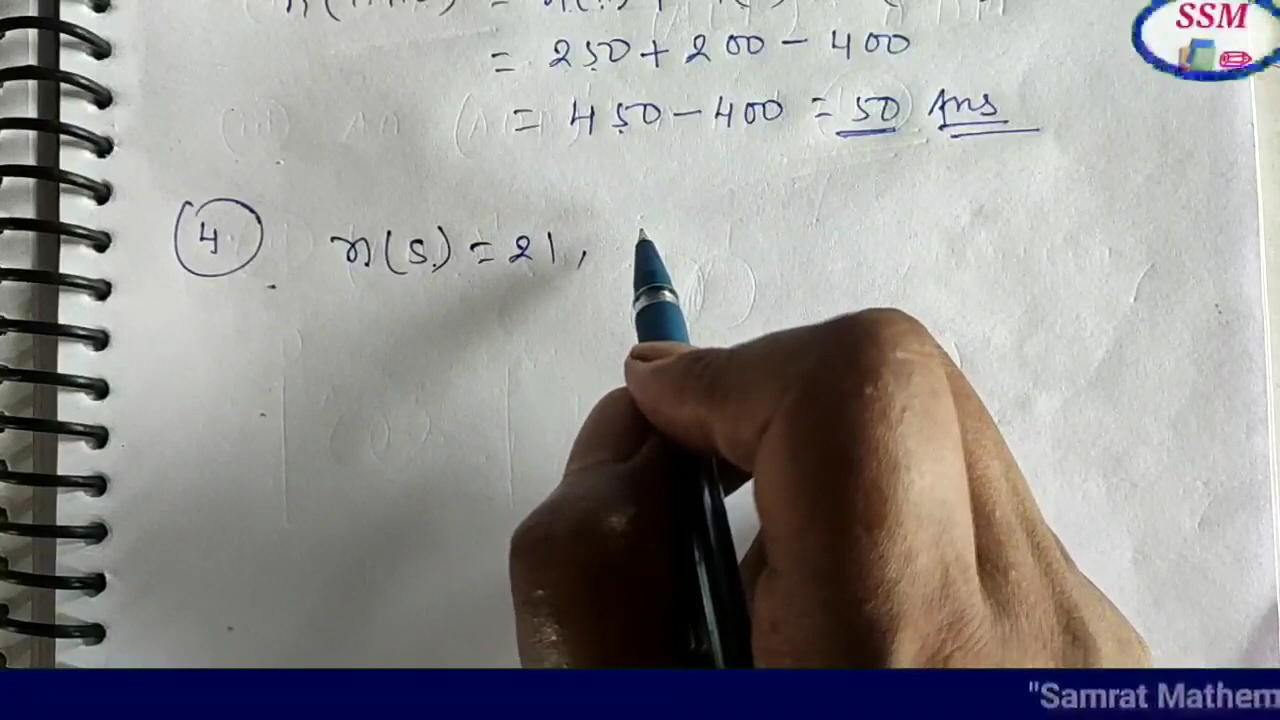 SSM
= 250 + 200 - 400
= 450 - 400 = 50 Ans
4. n(s) = 21,
"Samrat Mathem